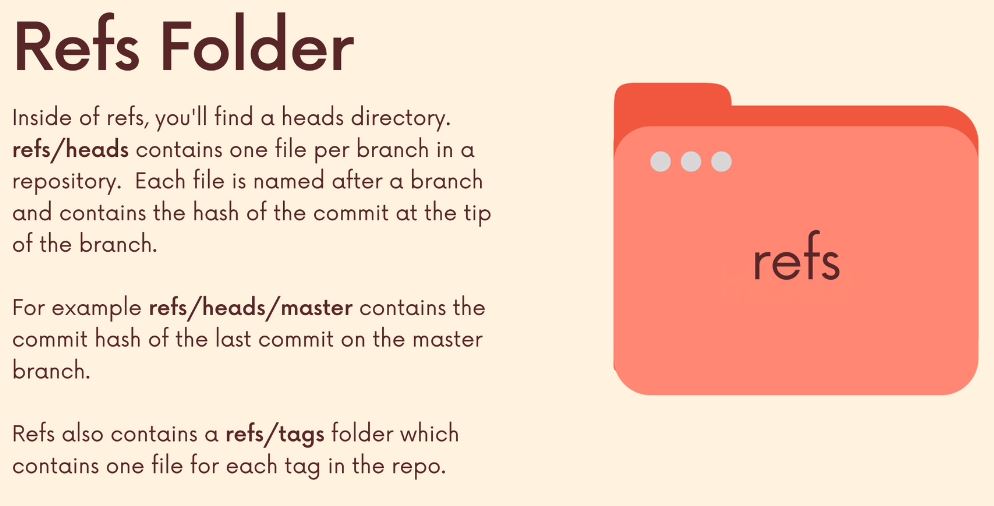 Refs Folder
Inside of refs, you'll find a heads directory.
refs/heads contains one file per branch in a
repository.  Each file is named after a branch
and contains the hash of the commit at the tip
of the branch.
For example refs/heads/master contains the
commit hash of the last commit on the master
branch.
Refs also contains a refs/tags folder which
contains one file for each tag in the repo.
refs